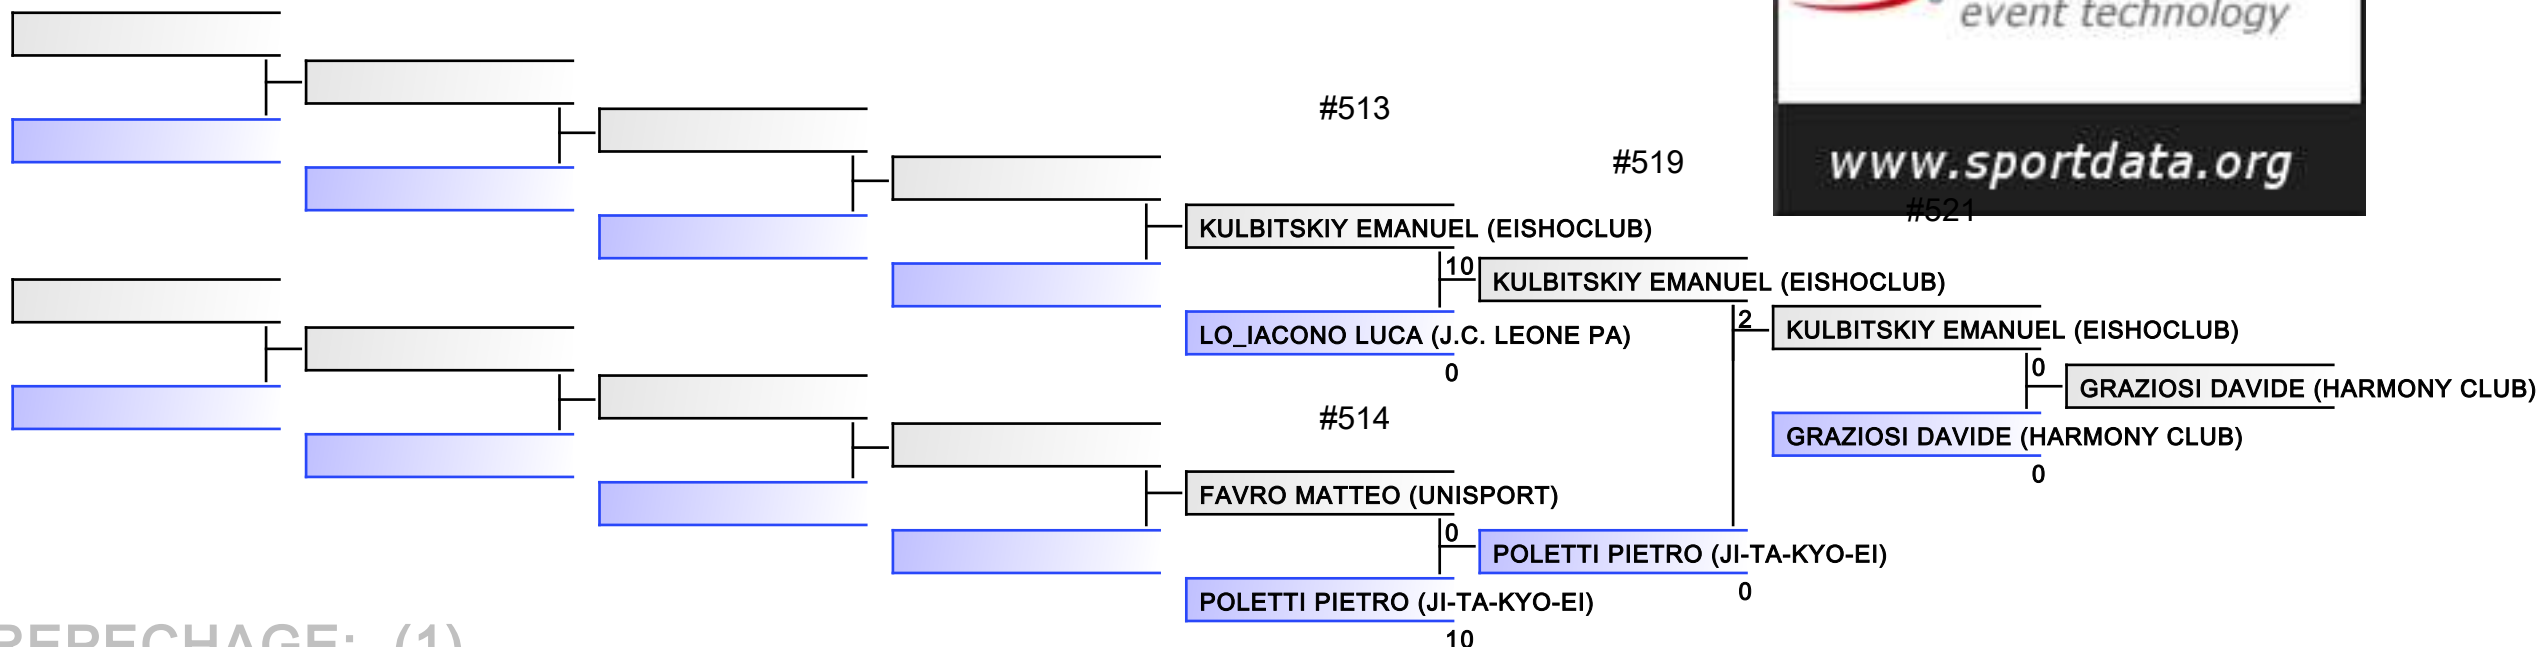 event technology
www.sportdata.org
#513
#519
#521
KULBITSKIY EMANUEL (EISHOCLUB)
10
KULBITSKIY EMANUEL (EISHOCLUB)
2
KULBITSKIY EMANUEL (EISHOCLUB)
LO_IACONO LUCA (J.C. LEONE PA)
0
0
GRAZIOSI DAVIDE (HARMONY CLUB)
GRAZIOSI DAVIDE (HARMONY CLUB)
0
#514
FAVRO MATTEO (UNISPORT)
0
POLETTI PIETRO (JI-TA-KYO-EI)
0
POLETTI PIETRO (JI-TA-KYO-EI)
10
REPECHAGE: (1)